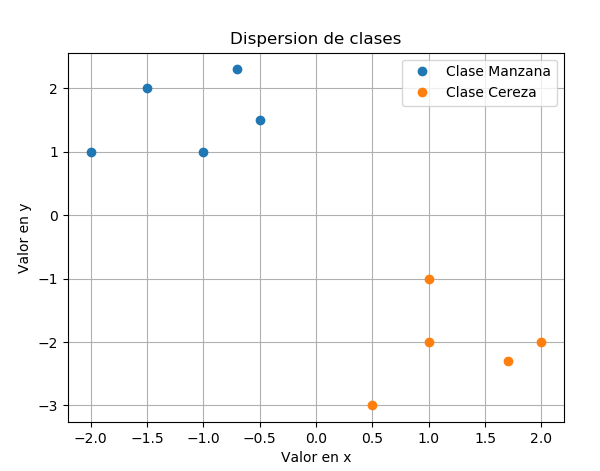 Dispersion de clases
Clase Manzana
Clase Cereza
Valor en y
2
1
0
−1
−2
−3
−2.0 −1.5 −1.0 −0.5 0.0 0.5 1.0 1.5 2.0
Valor en x